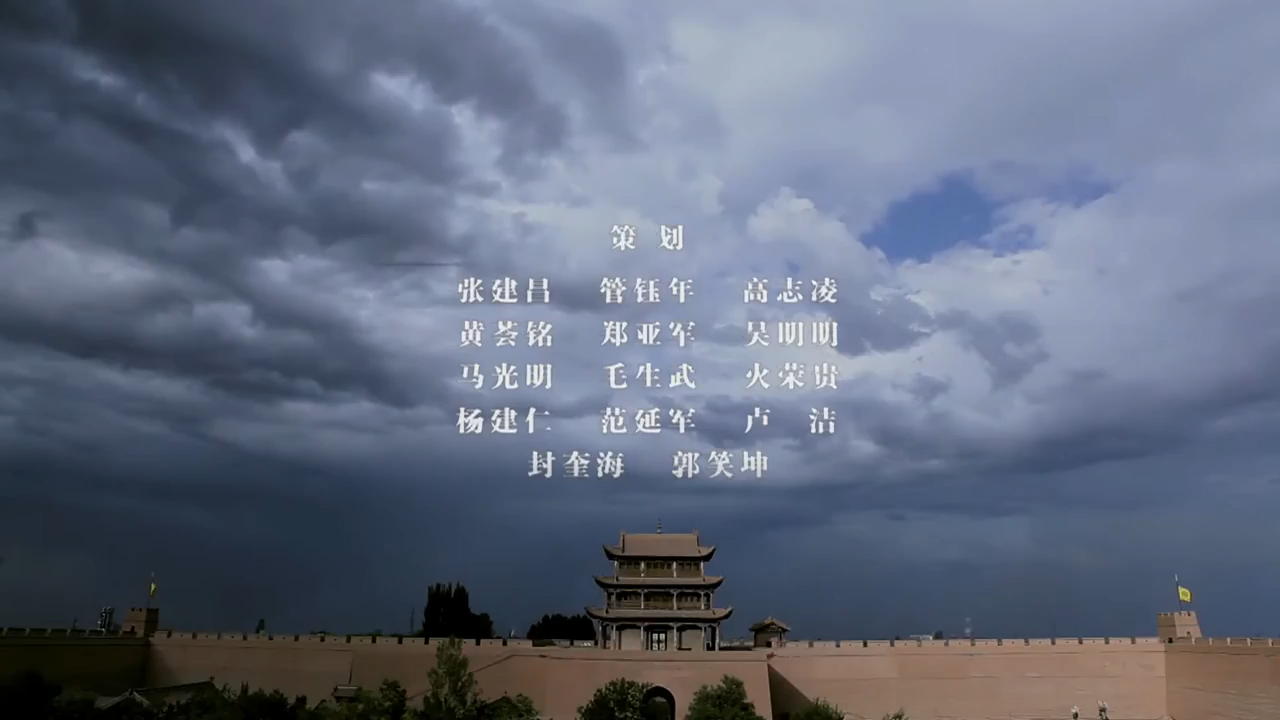 策 划
张建昌 管钰年 高志凌
黄荟铭 郑亚军 吴明明
马光明 毛生武 火荣贵
杨建仁 范延军 卢 洁
封奎海 郭笑坤